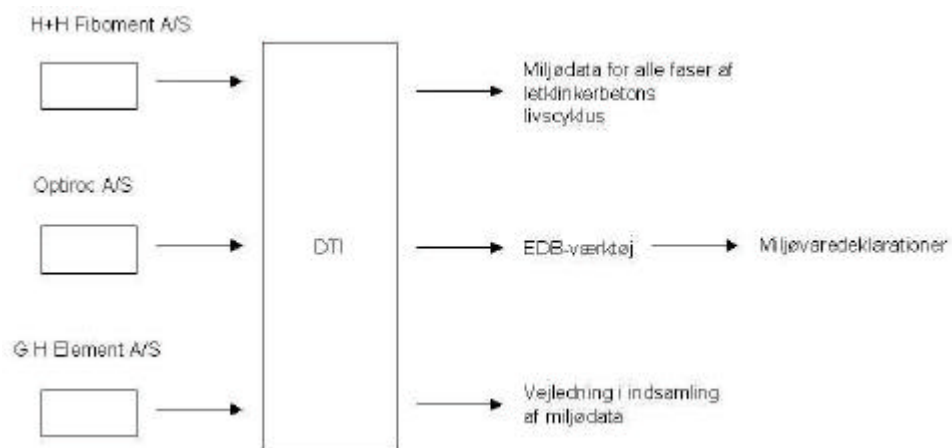 H+H Fiboment A/S
Miljødata for alle faser af
letklinkerbetons
livscyklus
Optiroc A/S
DTI
EDB-værktøj
Miljøvaredeklarationer
G H Element A/S
Vejledning i indsamling
af miljødata